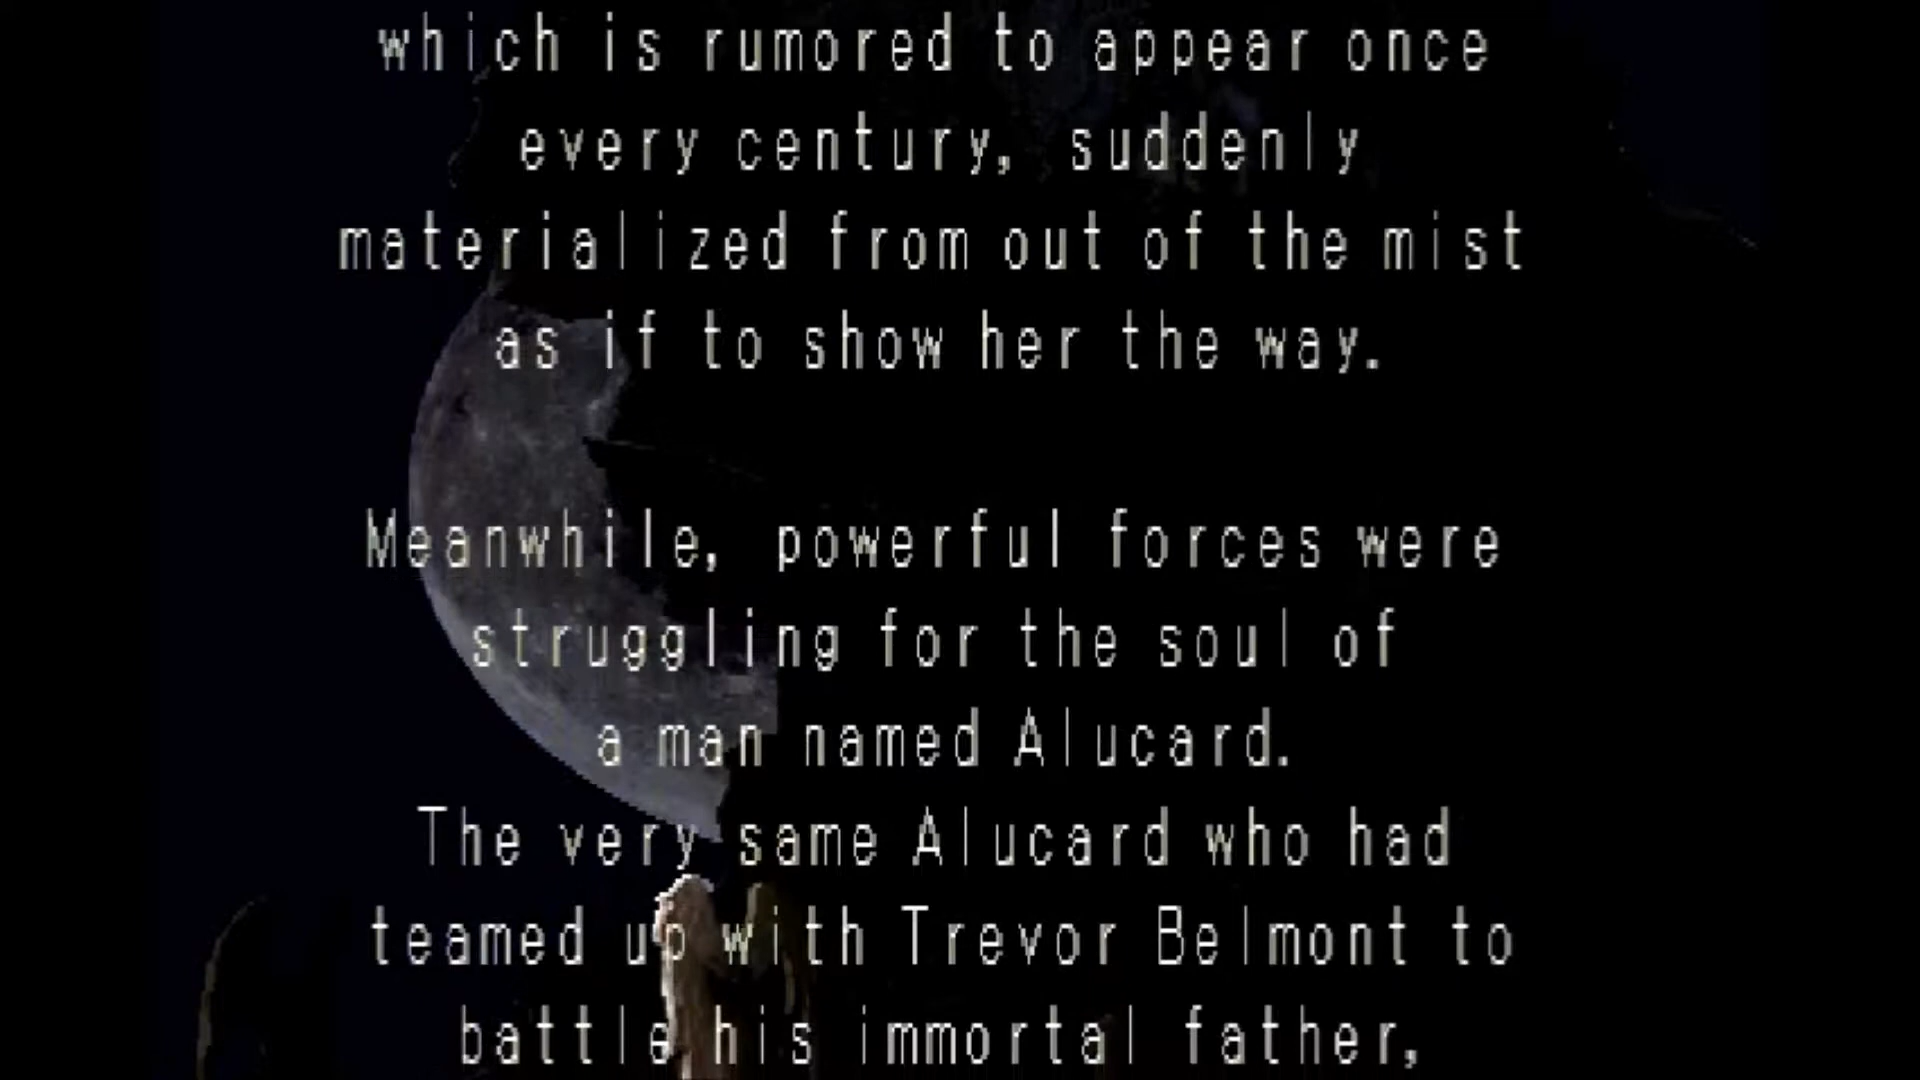 which is rumored to appear once
every century, suddenly
materialized from out of the mist
as if to show her the way.
Meanwhile, powerful forces were
struggling for the soul of
a man named Alucard.
The very same Alucard who had
teamed up with Trevor Belmont to
battle his immortal father,